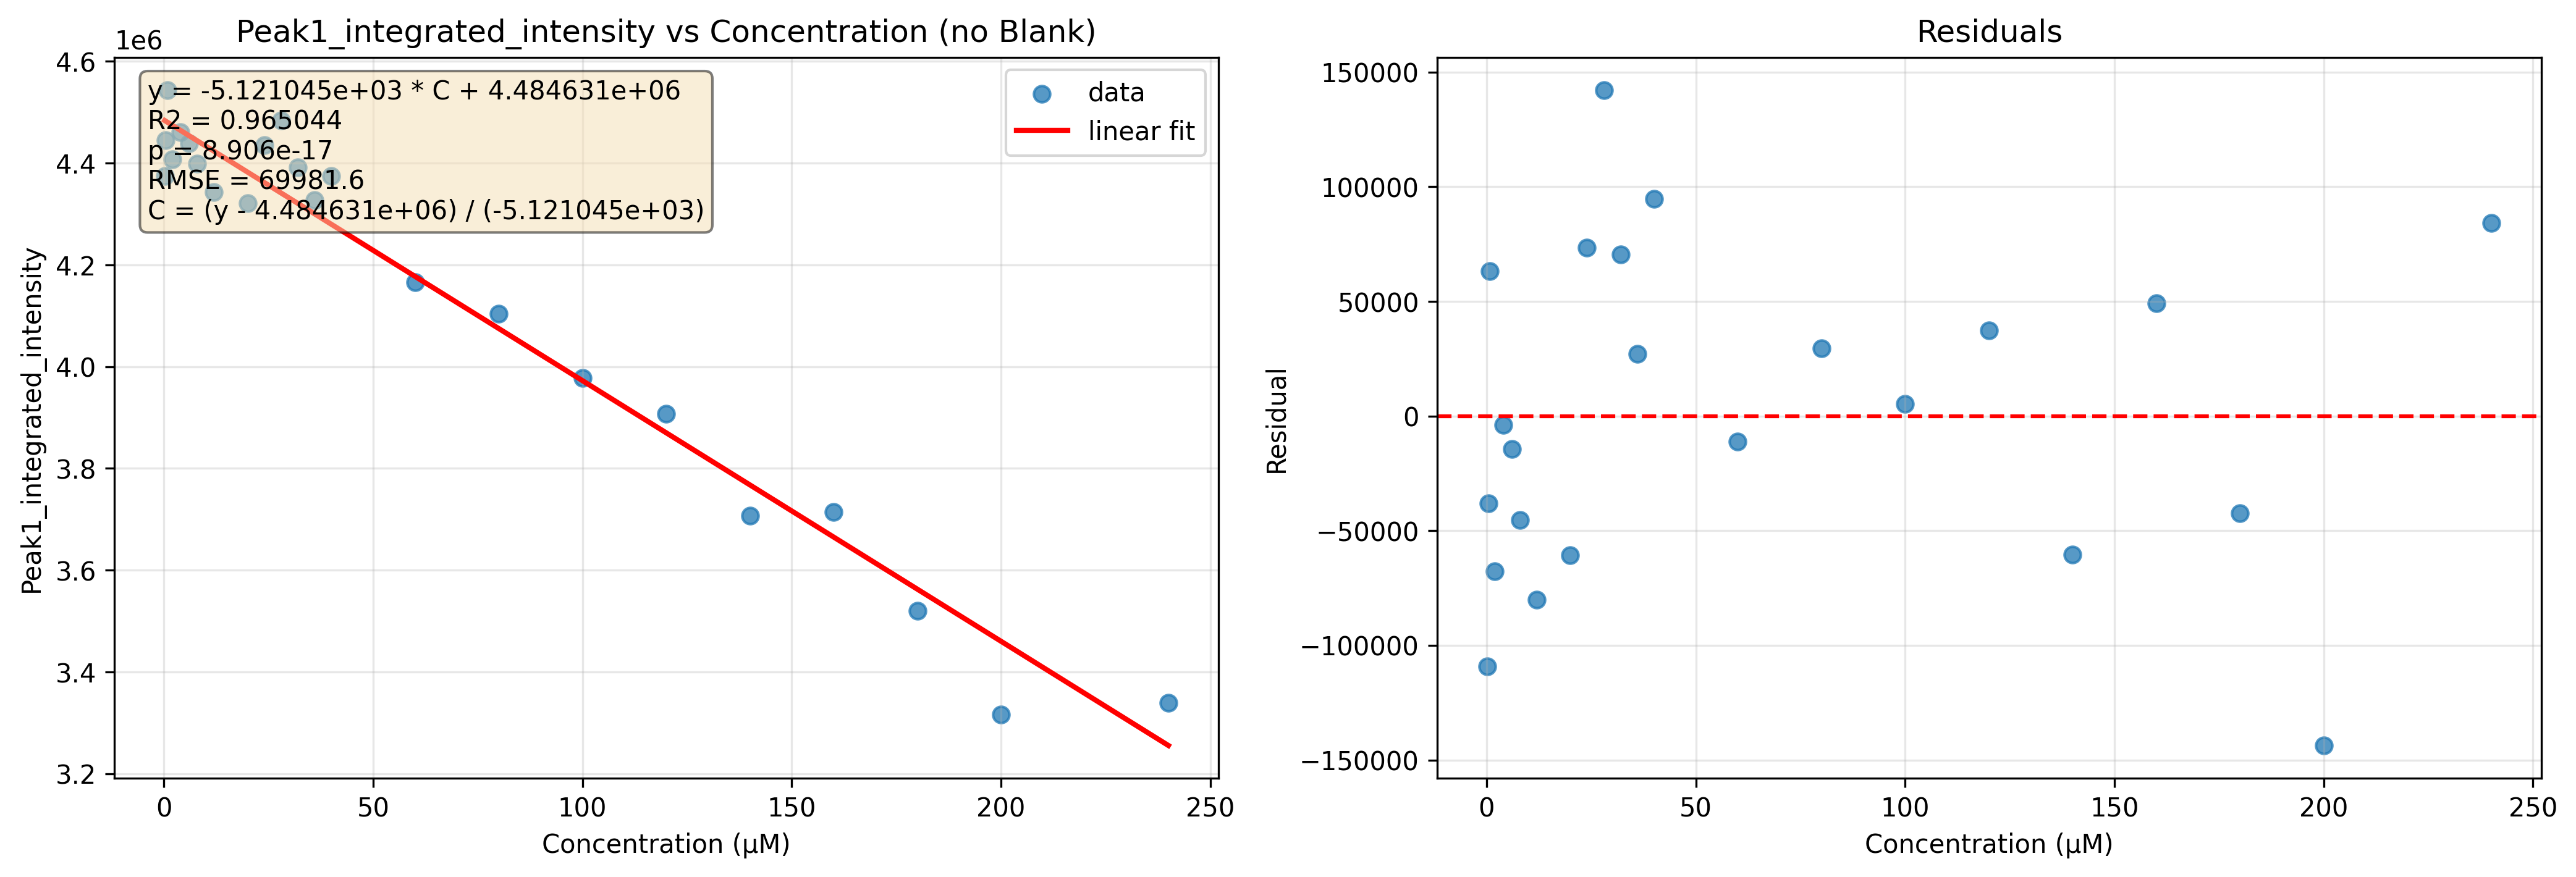 Peak1_integrated_intensity vs Concentration (no Blank)
1e6
y = -5.121045e+03 * C + 4.484631e+06
R2 = 0.965044
p = 8.906e-17
RMSE = 69981.6
C = (y - 4.484631e+06) / (-5.121045e+03)
data
linear fit
4.6
4.4
4.2
4.0
3.8
3.6
3.4
3.2
Peak1_integrated_intensity
0 50 100 150 200 250
Concentration (μM)
Residuals
150000
100000
50000
0
−50000
−100000
−150000
Residual
0 50 100 150 200 250
Concentration (μM)